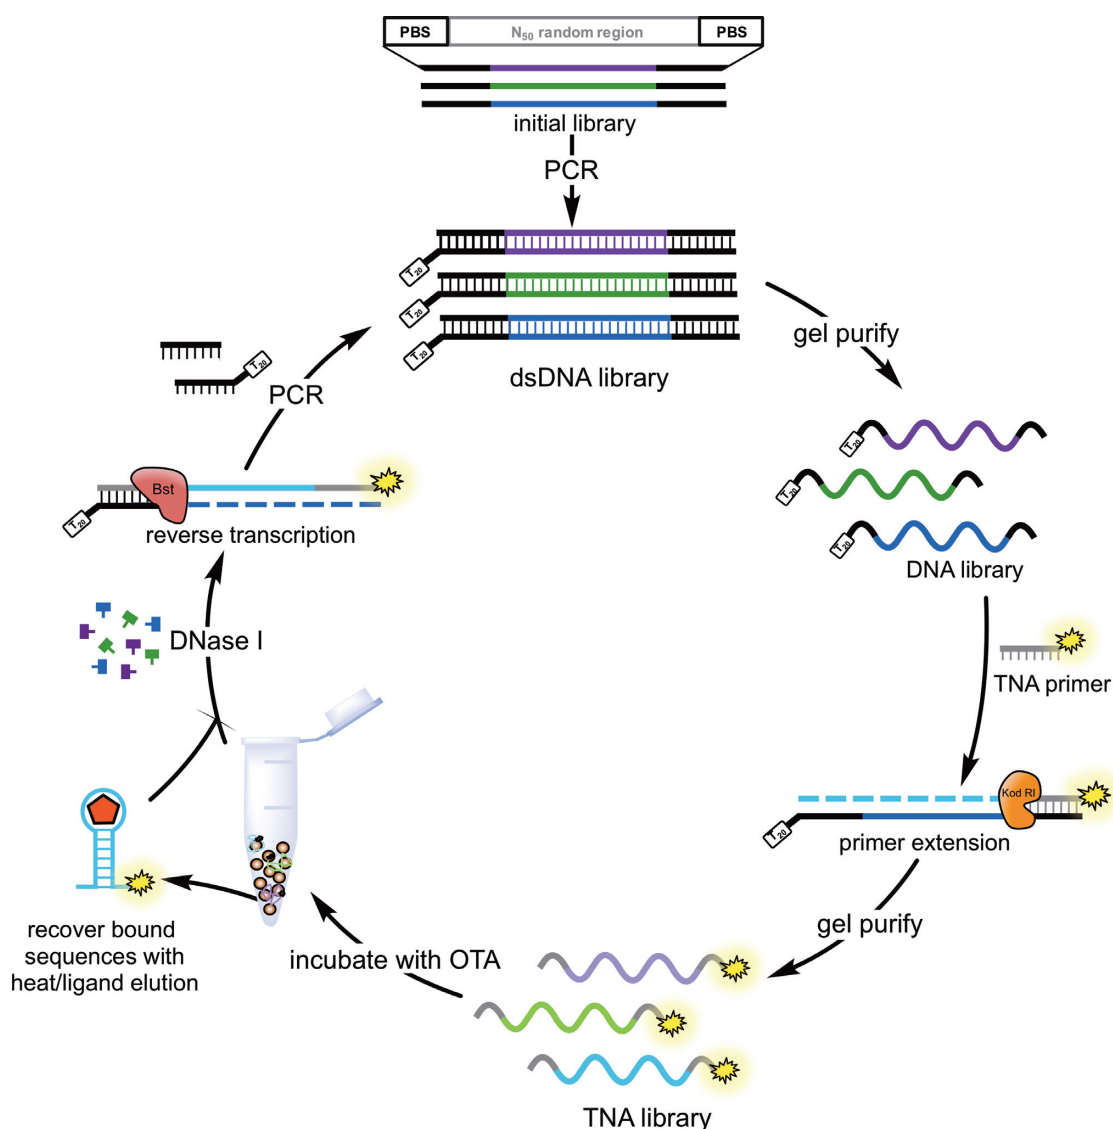 PBS
N50 random region
PBS
initial library
PCR
T20
T20
T20
dsDNA library
gel purify
T20
T20
T20
DNA library
TNA primer
Kod RI
T20
primer extension
gel purify
TNA library
incubate with OTA
recover bound
sequences with
heat/ligand elution
DNase I
Bst
T20
reverse transcription
T20
PCR